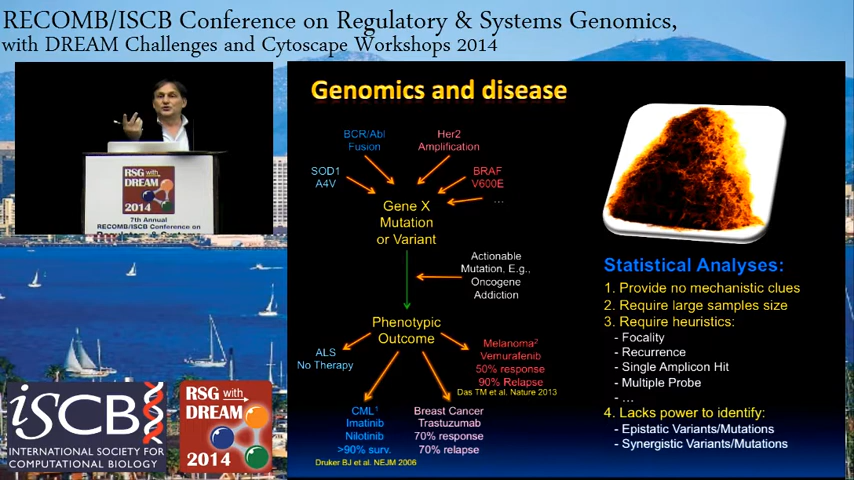 RECOMB/ISCB Conference on Regulatory & Systems Genomics,
with DREAM Challenges and Cytoscape Workshops 2014
RSG with
DREAM
2014
7th Annual
RECOMB/ISCB Conference on
Genomics and disease
BCR/Abl
Fusion
Her2
Amplification
SOD1
A4V
BRAF
V600E
...
Gene X
Mutation
or Variant
Actionable
Mutation, E.g.,
Oncogene
Addiction
Phenotypic
Outcome
ALS
No Therapy
Melanoma²
Vemurafenib
50% response
90% Relapse
Das TM et al. Nature 2013
CML¹
Imatinib
Nilotinib
>90% surv.
Druker BJ et al. NEJM 2006
Breast Cancer
Trastuzumab
70% response
70% relapse
Statistical Analyses:
1. Provide no mechanistic clues
2. Require large samples size
3. Require heuristics:
- Focality
- Recurrence
- Single Amplicon Hit
- Multiple Probe
- ...
4. Lacks power to identify:
- Epistatic Variants/Mutations
- Synergistic Variants/Mutations
iSCB
INTERNATIONAL SOCIETY FOR
COMPUTATIONAL BIOLOGY
RSG with
DREAM
2014